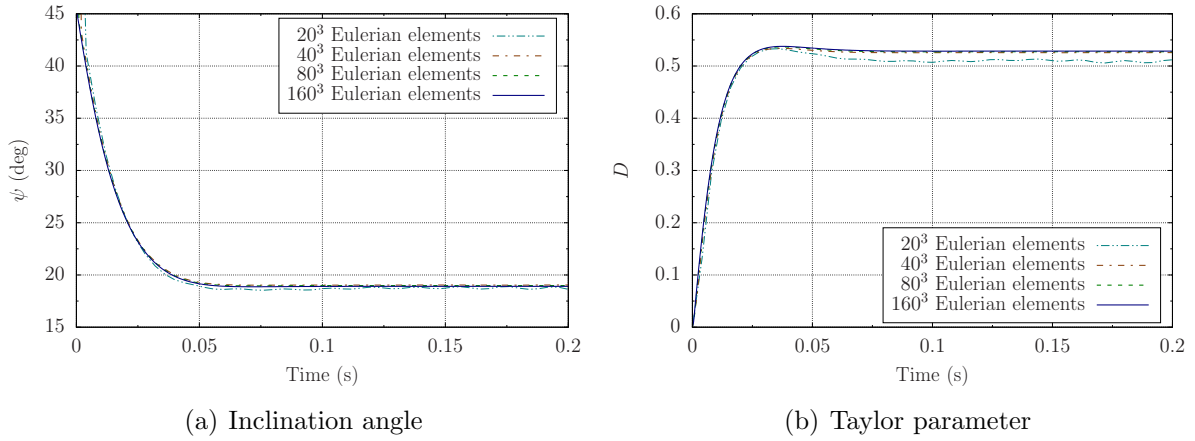 45
40
35
30
25
20
15
ψ (deg)
20³ Eulerian elements
40³ Eulerian elements
80³ Eulerian elements
160³ Eulerian elements
0 0.05 0.1 0.15 0.2
Time (s)
(a) Inclination angle
0.6
0.5
0.4
0.3
0.2
0.1
0
D
20³ Eulerian elements
40³ Eulerian elements
80³ Eulerian elements
160³ Eulerian elements
0 0.05 0.1 0.15 0.2
Time (s)
(b) Taylor parameter